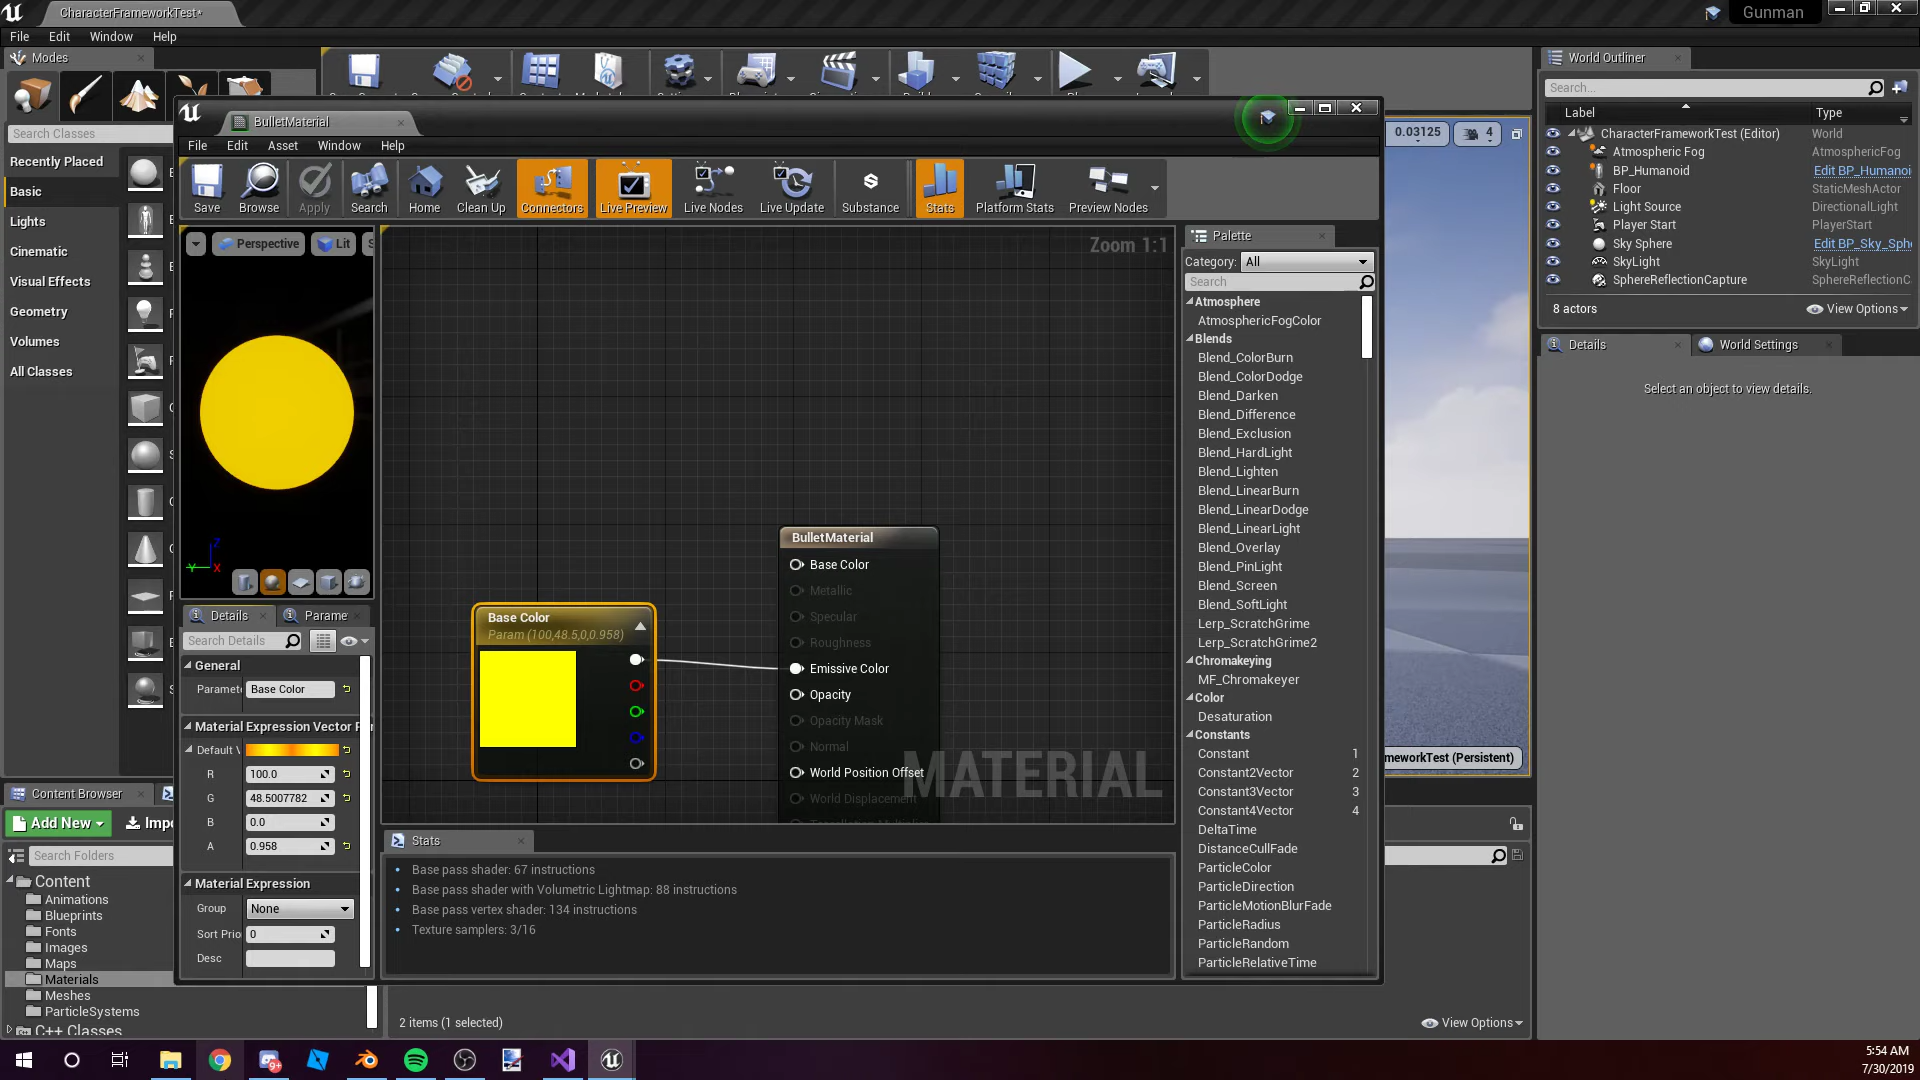 CharacterFrameworkTest*
Gunman
File Edit Window Help
Modes
World Outliner
Search...
Label Type
0.03125 4
CharacterFrameworkTest (Editor) World
Atmospheric Fog AtmosphericFog
BP_Humanoid Edit BP_Humanoi
Floor StaticMeshActor
Light Source DirectionalLight
Player Start PlayerStart
Sky Sphere Edit BP_Sky_Sph
SkyLight SkyLight
SphereReflectionCapture SphereReflectionC
8 actors View Options
Details World Settings
Select an object to view details.
Search Classes
Recently Placed
Basic
Lights
Cinematic
Visual Effects
Geometry
Volumes
All Classes
BulletMaterial
File Edit Asset Window Help
Save Browse Apply Search Home Clean Up Connectors Live Preview Live Nodes Live Update Substance Stats Platform Stats Preview Nodes
Perspective Lit S
Zoom 1:1
Z
Y X
BulletMaterial
Base Color
Metallic
Specular
Roughness
Emissive Color
Opacity
Opacity Mask
Normal
World Position Offset
World Displacement
MATERIAL
Base Color
Param (100,48.5,0,0.958)
Palette
Category: All
Search
Atmosphere
AtmosphericFogColor
Blends
Blend_ColorBurn
Blend_ColorDodge
Blend_Darken
Blend_Difference
Blend_Exclusion
Blend_HardLight
Blend_Lighten
Blend_LinearBurn
Blend_LinearDodge
Blend_LinearLight
Blend_Overlay
Blend_PinLight
Blend_Screen
Blend_SoftLight
Lerp_ScratchGrime
Lerp_ScratchGrime2
Chromakeying
MF_Chromakeyer
Color
Desaturation
Constants
Constant 1
Constant2Vector 2
Constant3Vector 3
Constant4Vector 4
DeltaTime
DistanceCullFade
ParticleColor
ParticleDirection
ParticleMotionBlurFade
ParticleRadius
ParticleRandom
ParticleRelativeTime
Details Parame
Search Details
General
Paramet Base Color
Material Expression Vector P
Default V
R 100.0
G 48.5007782
B 0.0
A 0.958
Material Expression
Group None
Sort Prio 0
Desc
Stats
Base pass shader: 67 instructions
Base pass shader with Volumetric Lightmap: 88 instructions
Base pass vertex shader: 134 instructions
Texture samplers: 3/16
meworkTest (Persistent)
Content Browser
Add New Impo
Search Folders
Content
Animations
Blueprints
Fonts
Images
Maps
Materials
Meshes
ParticleSystems
C++ Classes
2 items (1 selected)
View Options
9+
5:54 AM
7/30/2019